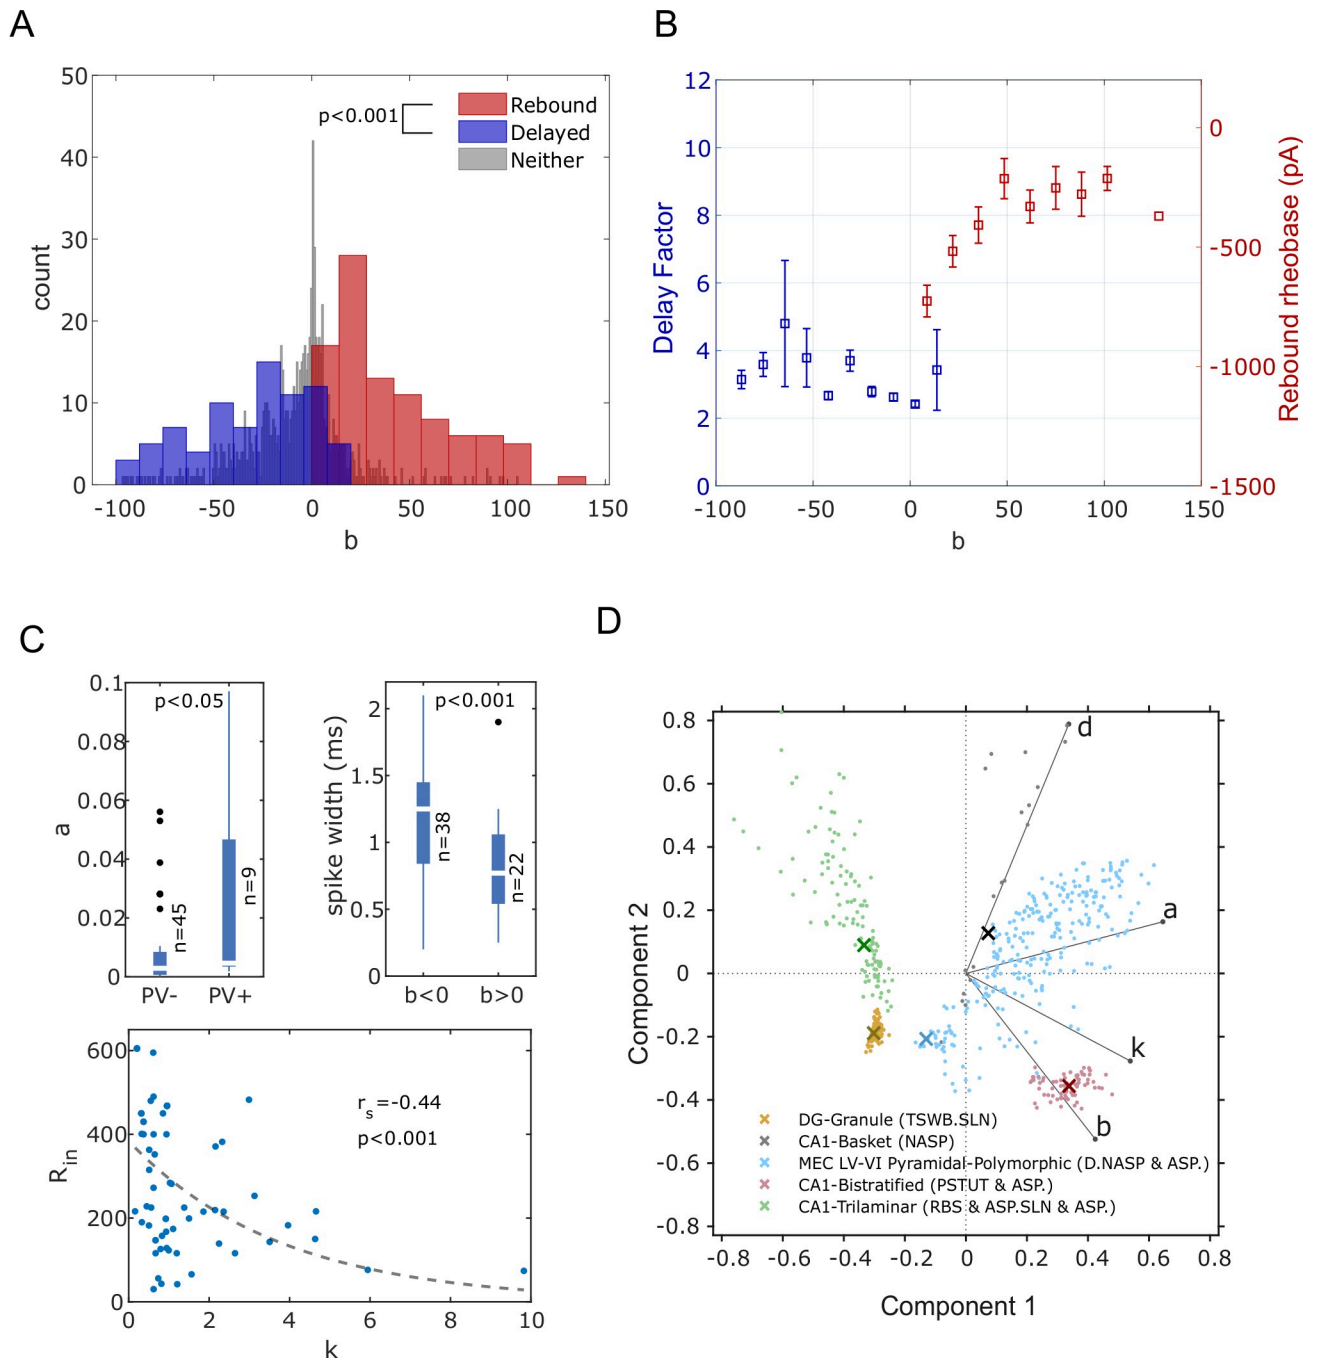 A
50
40
30
20
10
0
count
p<0.001
Rebound
Delayed
Neither
-100 -50 0 50 100 150
b
B
12
10
8
6
4
2
0
Delay Factor
0
-500
-1000
-1500
Rebound rheobase (pA)
-100 -50 0 50 100 150
b
C
0.1
0.08
0.06
0.04
0.02
0
a
p<0.05
n=45
n=9
PV- PV+
2
1.5
1
0.5
0
spike width (ms)
p<0.001
n=38
n=22
b<0 b>0
600
400
200
0
R_in
r_s=-0.44
p<0.001
0 2 4 6 8 10
k
D
0.8
0.6
0.4
0.2
0
-0.2
-0.4
-0.6
-0.8
Component 2
d
a
k
b
DG-Granule (TSWB.SLN)
CA1-Basket (NASP)
MEC LV-VI Pyramidal-Polymorphic (D.NASP & ASP.)
CA1-Bistratified (PSTUT & ASP.)
CA1-Trilaminar (RBS & ASP.SLN & ASP.)
-0.8 -0.6 -0.4 -0.2 0 0.2 0.4 0.6 0.8
Component 1